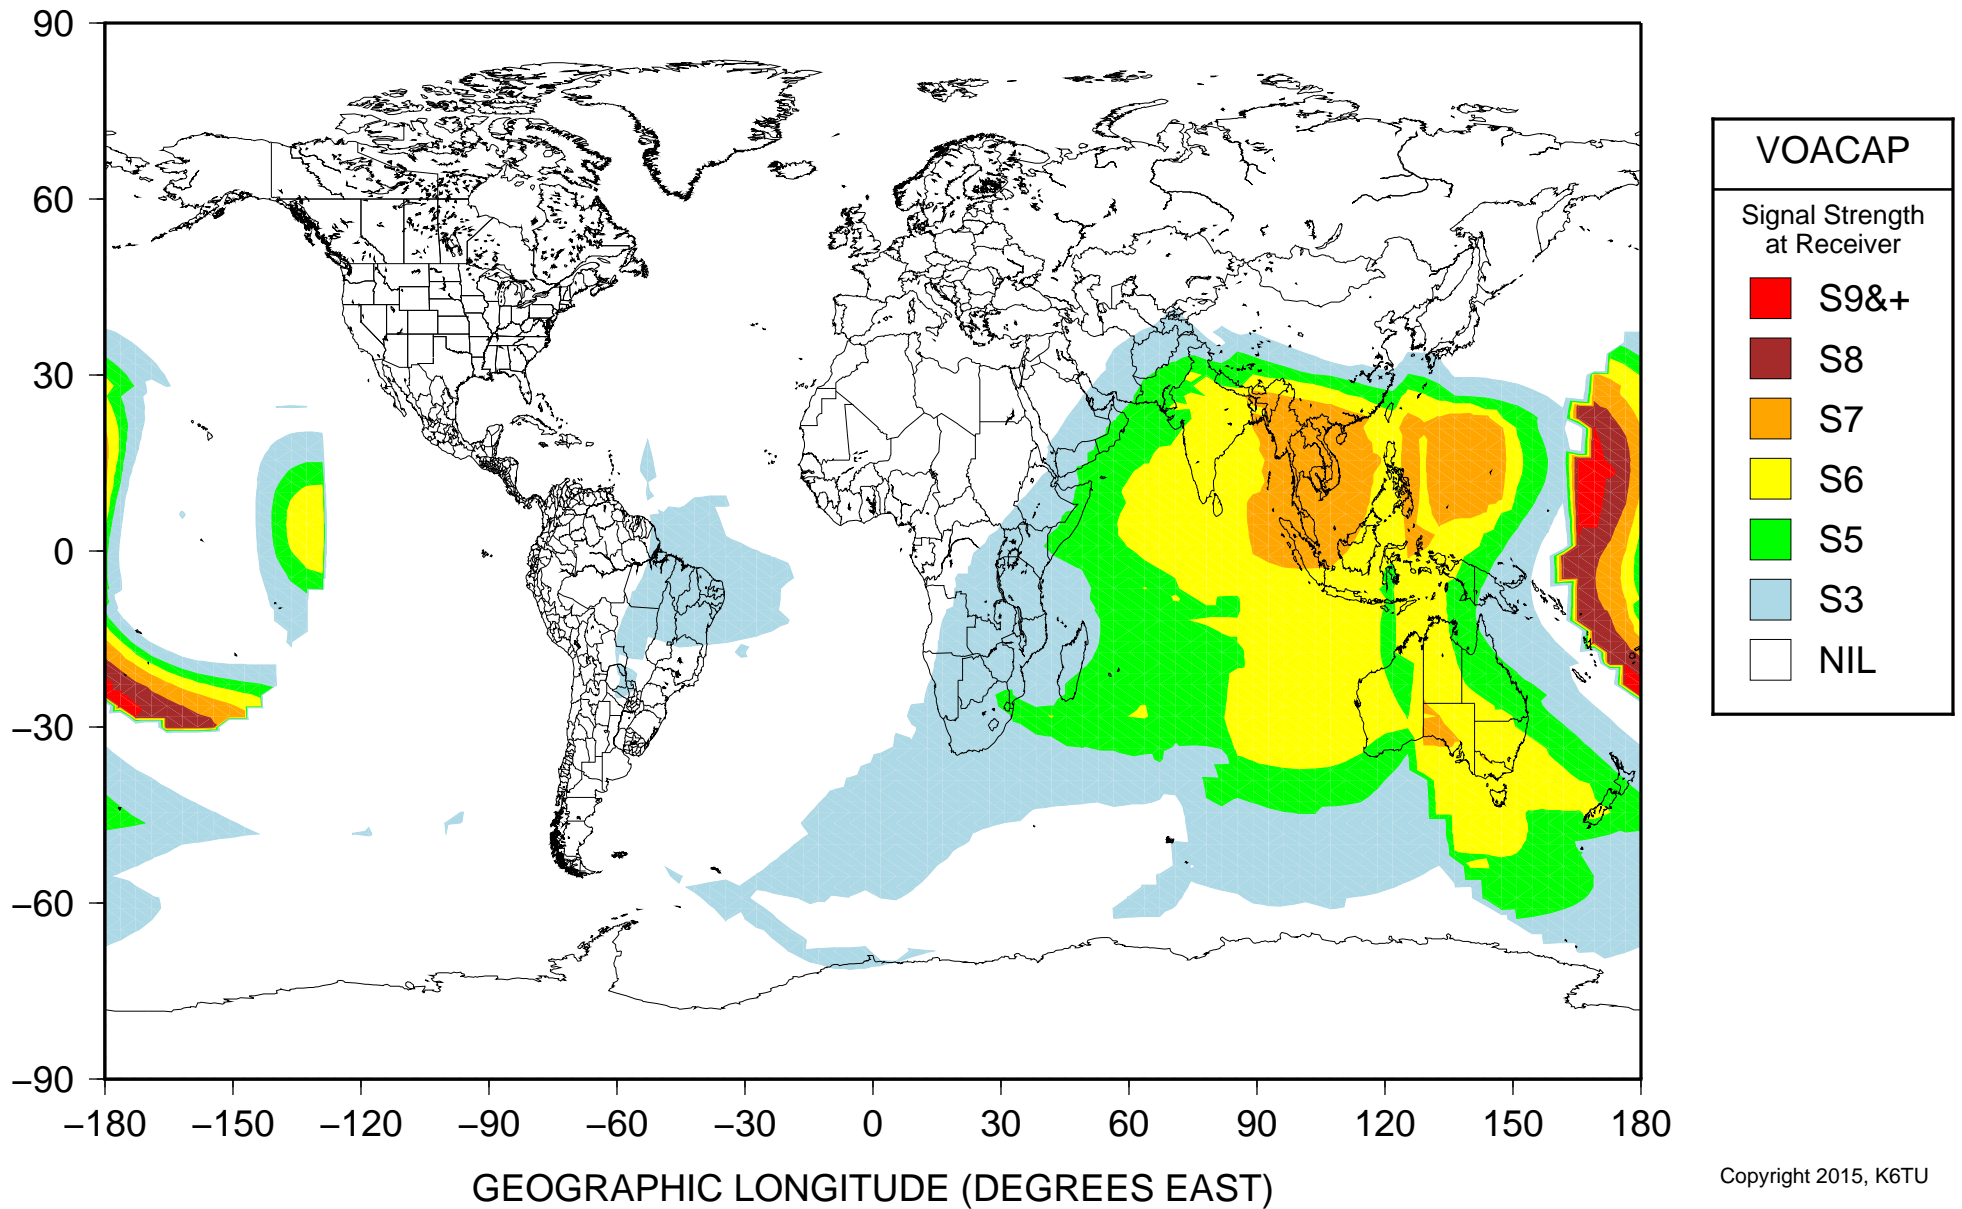 90
60
30
0
−30
−60
−90
−180 −150 −120 −90 −60 −30 0 30 60 90 120 150 180
GEOGRAPHIC LONGITUDE (DEGREES EAST)
VOACAP
Signal Strength
at Receiver
S9&+
S8
S7
S6
S5
S3
NIL
Copyright 2015, K6TU